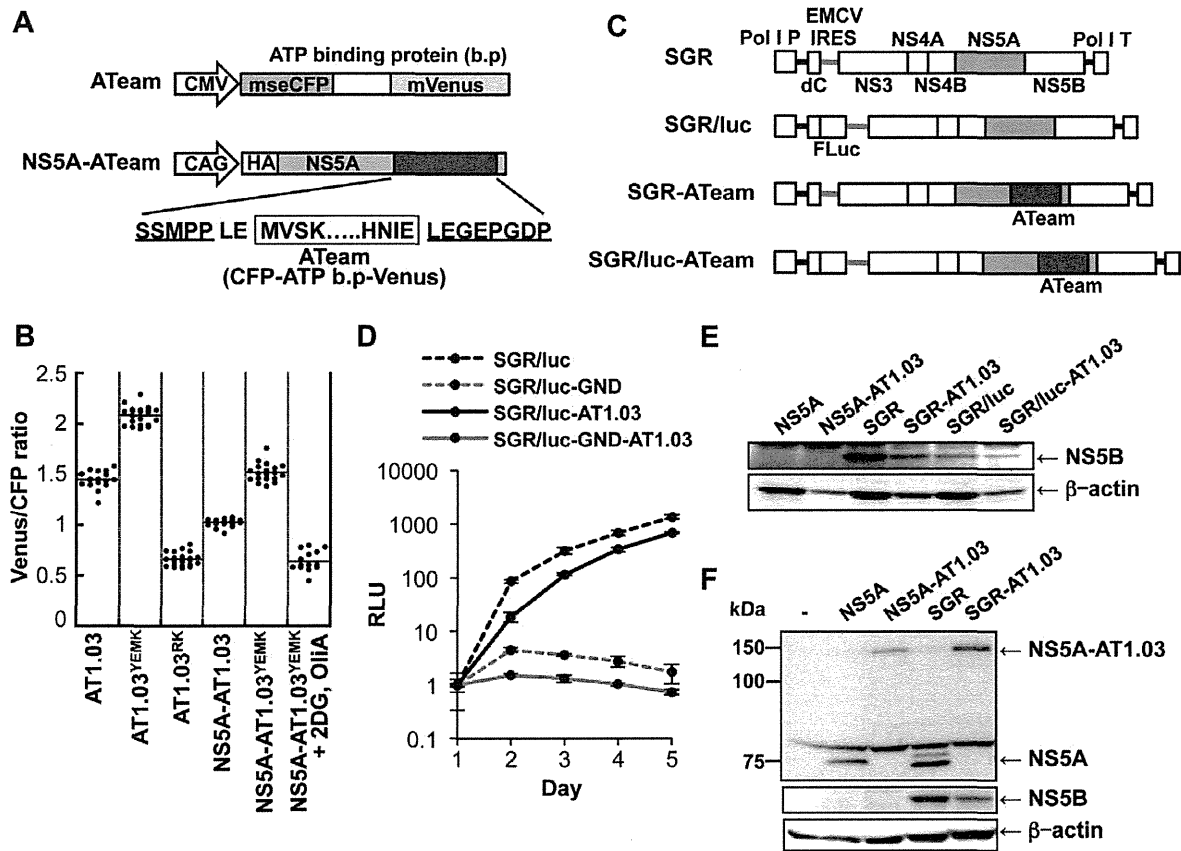 A
ATP binding protein (b.p)
ATeam
CMV
mseCFP
mVenus
NS5A-ATeam
CAG
HA
NS5A
SSMPP LE MVSK.....HNIE LEGEPGDP
ATeam
(CFP-ATP b.p-Venus)
C
EMCV
Pol I P
IRES
NS4A
NS5A
Pol I T
SGR
dC
NS3
NS4B
NS5B
SGR/luc
FLuc
SGR-ATeam
ATeam
SGR/luc-ATeam
ATeam
B
Venus/CFP ratio
2.5
2
1.5
1
0.5
0
AT1.03
AT1.03YEMK
AT1.03RK
NS5A-AT1.03
NS5A-AT1.03YEMK
NS5A-AT1.03YEMK
+ 2DG, OliA
D
SGR/luc
SGR/luc-GND
SGR/luc-AT1.03
SGR/luc-GND-AT1.03
RLU
10000
1000
100
10
1
0.1
1 2 3 4 5
Day
E
NS5A
NS5A-AT1.03
SGR
SGR-AT1.03
SGR/luc
SGR/luc-AT1.03
← NS5B
← β-actin
F
kDa
-
NS5A
NS5A-AT1.03
SGR
SGR-AT1.03
150
← NS5A-AT1.03
100
75
← NS5A
← NS5B
← β-actin